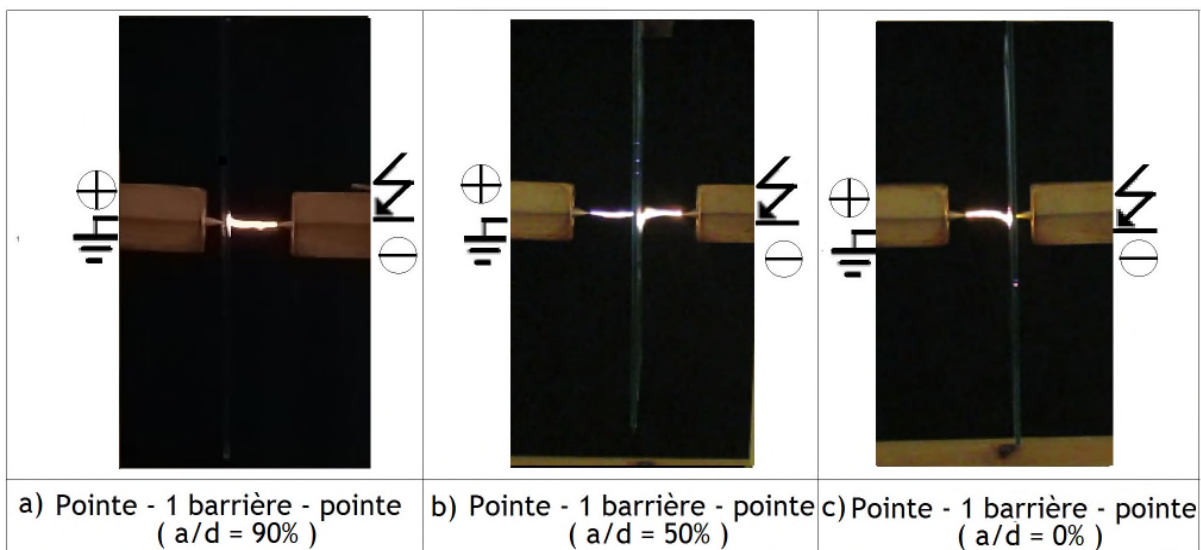 a) Pointe - 1 barrière - pointe
( a/d = 90% )
b) Pointe - 1 barrière - pointe
( a/d = 50% )
c) Pointe - 1 barrière - pointe
( a/d = 0% )